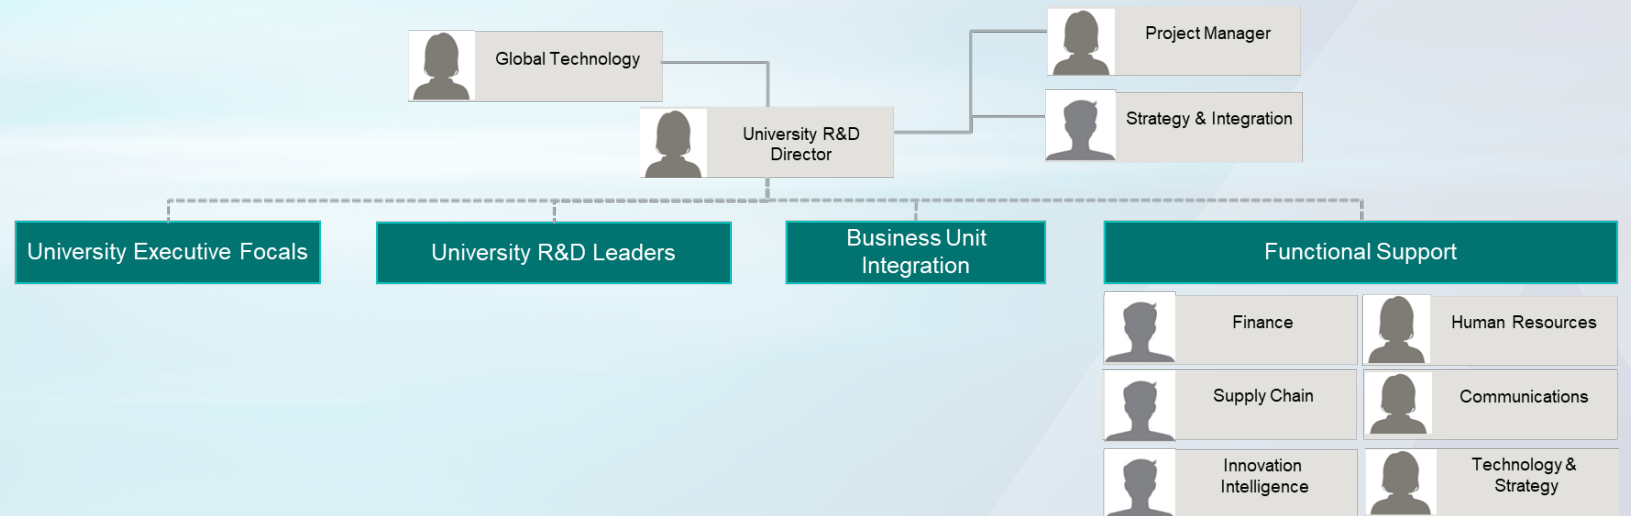 Project Manager
Global Technology
Strategy & Integration
University R&D
Director
University Executive Focals
University R&D Leaders
Business Unit
Integration
Functional Support
Finance
Human Resources
Supply Chain
Communications
Innovation
Intelligence
Technology &
Strategy